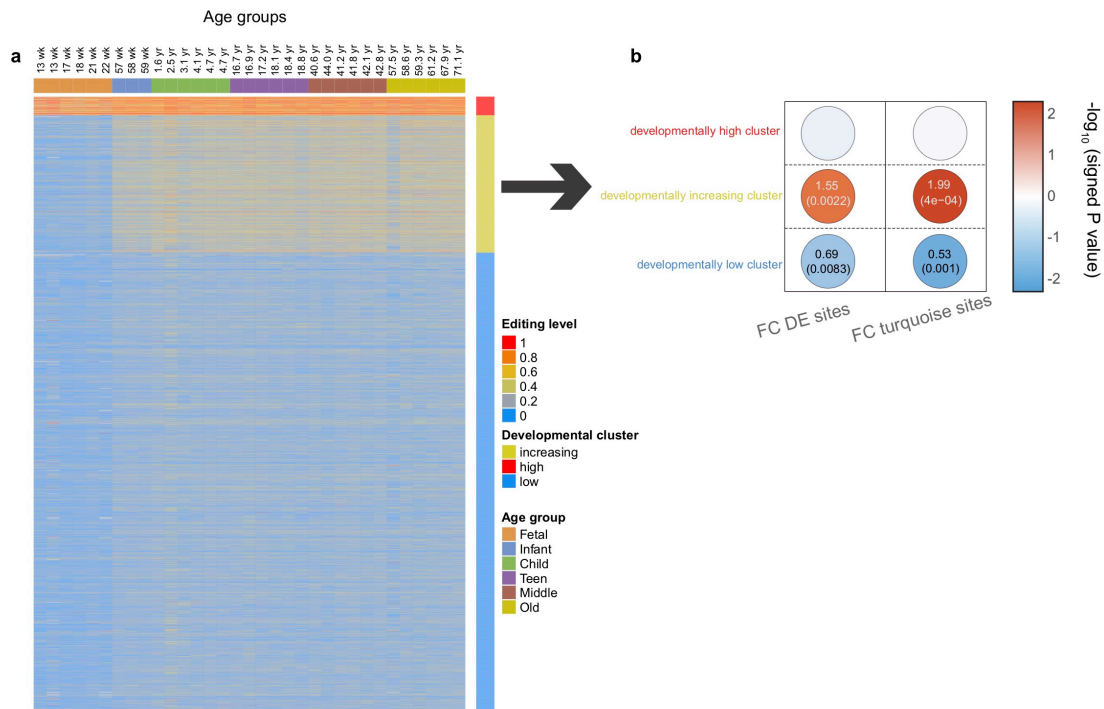 Age groups
a
13 wk
13 wk
17 wk
18 wk
21 wk
22 wk
57 wk
58 wk
59 wk
1.6 yr
2.5 yr
3.1 yr
4.1 yr
4.7 yr
4.7 yr
16.7 yr
16.9 yr
17.2 yr
18.1 yr
18.4 yr
18.8 yr
40.6 yr
44.0 yr
41.2 yr
41.8 yr
42.1 yr
42.8 yr
57.5 yr
58.6 yr
59.3 yr
61.2 yr
67.9 yr
71.1 yr
Editing level
1
0.8
0.6
0.4
0.2
0
Developmental cluster
increasing
high
low
Age group
Fetal
Infant
Child
Teen
Middle
Old
b
developmentally high cluster
developmentally increasing cluster
1.55
(0.0022)
1.99
(4e−04)
developmentally low cluster
0.69
(0.0083)
0.53
(0.001)
FC DE sites
FC turquoise sites
2
1
0
-1
-2
-log10 (signed P value)